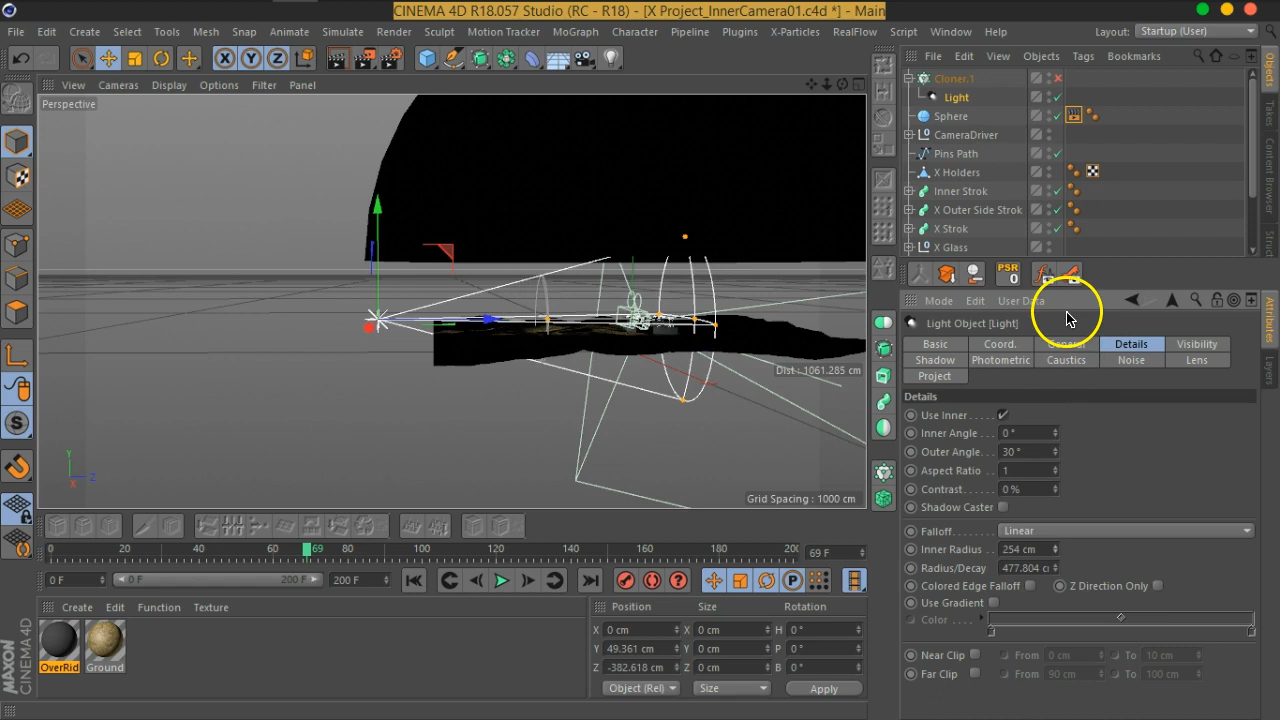 CINEMA 4D R18.057 Studio (RC - R18) - [X Project_InnerCamera01.c4d *] - Main
File Edit Create Select Tools Mesh Snap Animate Simulate Render Sculpt Motion Tracker MoGraph Character Pipeline Plugins X-Particles RealFlow Script Window Help Layout: Startup (User)
X Y Z
View Cameras Display Options Filter Panel
File Edit View Objects Tags Bookmarks
Perspective
Cloner.1
Light
Sphere
CameraDriver
Pins Path
X Holders
Inner Strok
X Outer Side Strok
X Strok
X Glass
Objects
Takes
Content Browser
PSR
0
Mode Edit User Data
Light Object [Light]
Basic Coord. General Details Visibility
Shadow Photometric Caustics Noise Lens
Project
Attributes
Layers
Details
Use Inner
Inner Angle 0 °
Outer Angle 30 °
Aspect Ratio 1
Contrast 0 %
Shadow Caster
Falloff Linear
Inner Radius 254 cm
Radius/Decay 477.804 c
Colored Edge Falloff Z Direction Only
Use Gradient
Color
Near Clip From 0 cm To 10 cm
Far Clip From 90 cm To 100 cm
Dist : 1061.285 cm
Y
Z
X
Grid Spacing : 1000 cm
0 20 40 60 69 80 100 120 140 160 180 20 69 F
0 F 0 F 200 F 200 F
Create Edit Function Texture
OverRid Ground
Position Size Rotation
X 0 cm X 0 cm H 0 °
Y 49.361 cm Y 0 cm P 0 °
Z -382.618 cm Z 0 cm B 0 °
Object (Rel) Size Apply
MAXON
CINEMA 4D